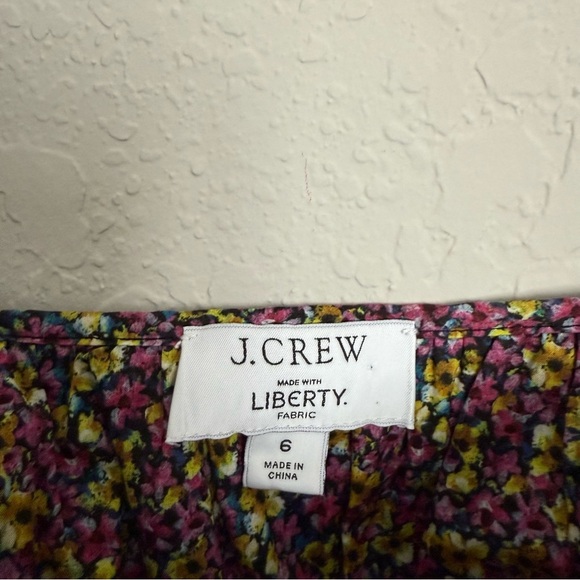 J.CREW
MADE WITH
LIBERTY.
FABRIC
6
MADE IN
CHINA